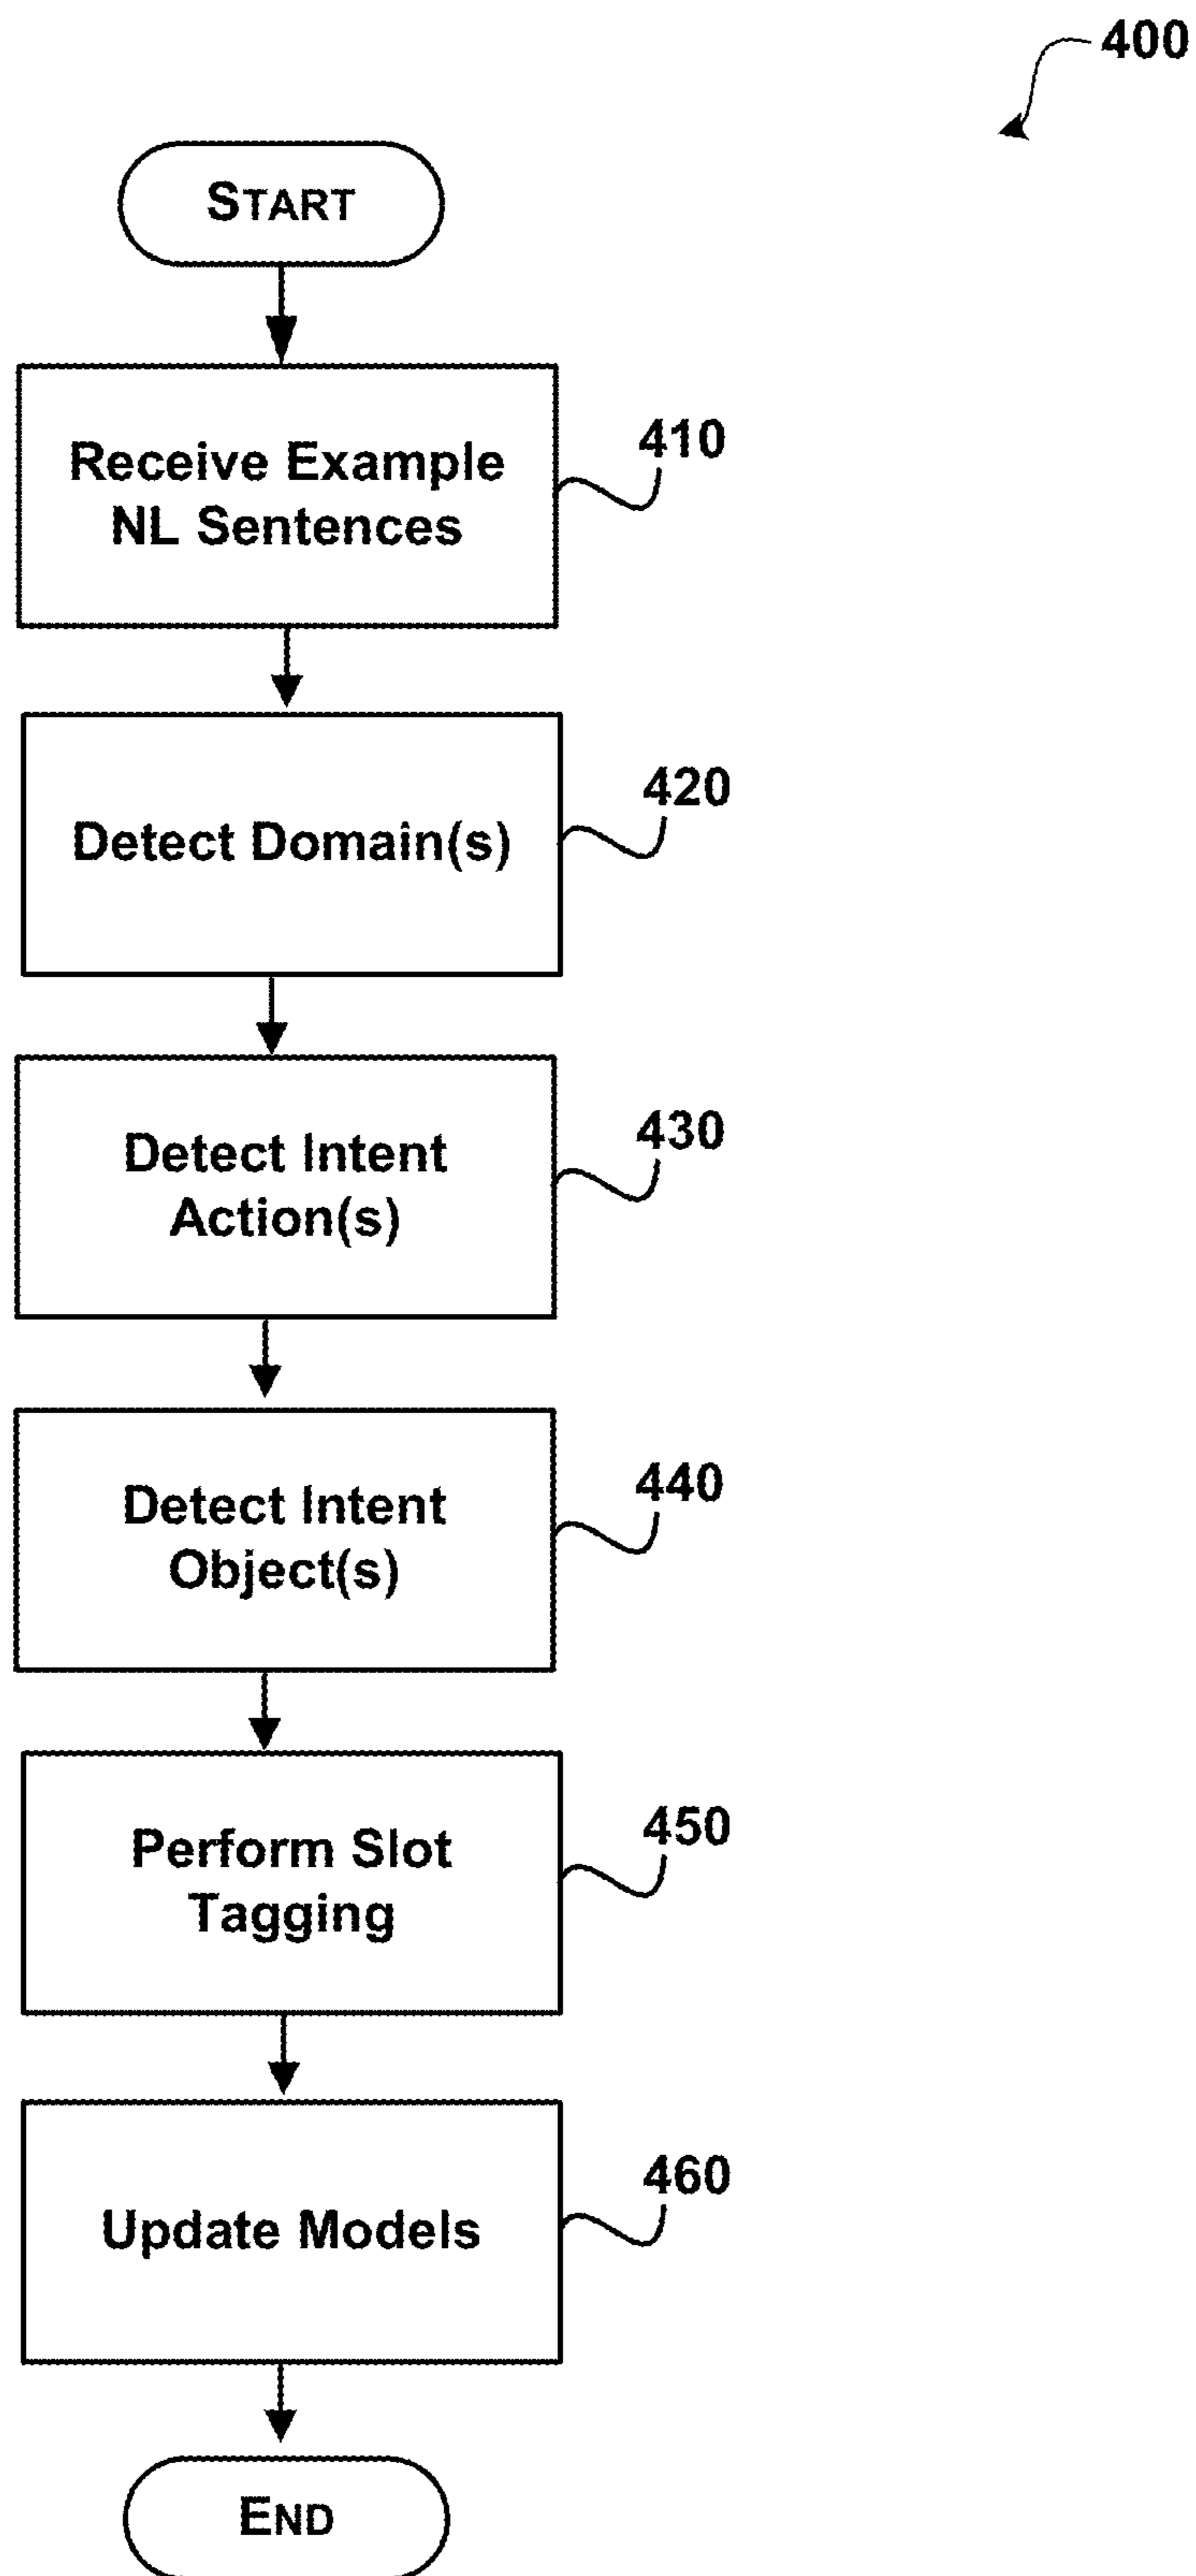 400
START
Receive Example
NL Sentences
410
Detect Domain(s)
420
Detect Intent
Action(s)
430
Detect Intent
Object(s)
440
Perform Slot
Tagging
450
Update Models
460
END